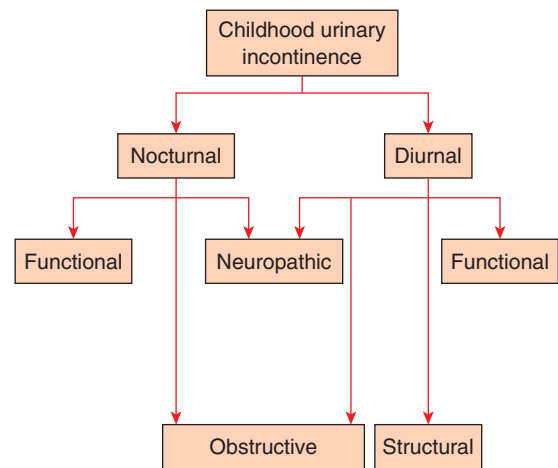 Childhood urinary
incontinence
Nocturnal
Diurnal
Functional
Neuropathic
Functional
Obstructive
Structural